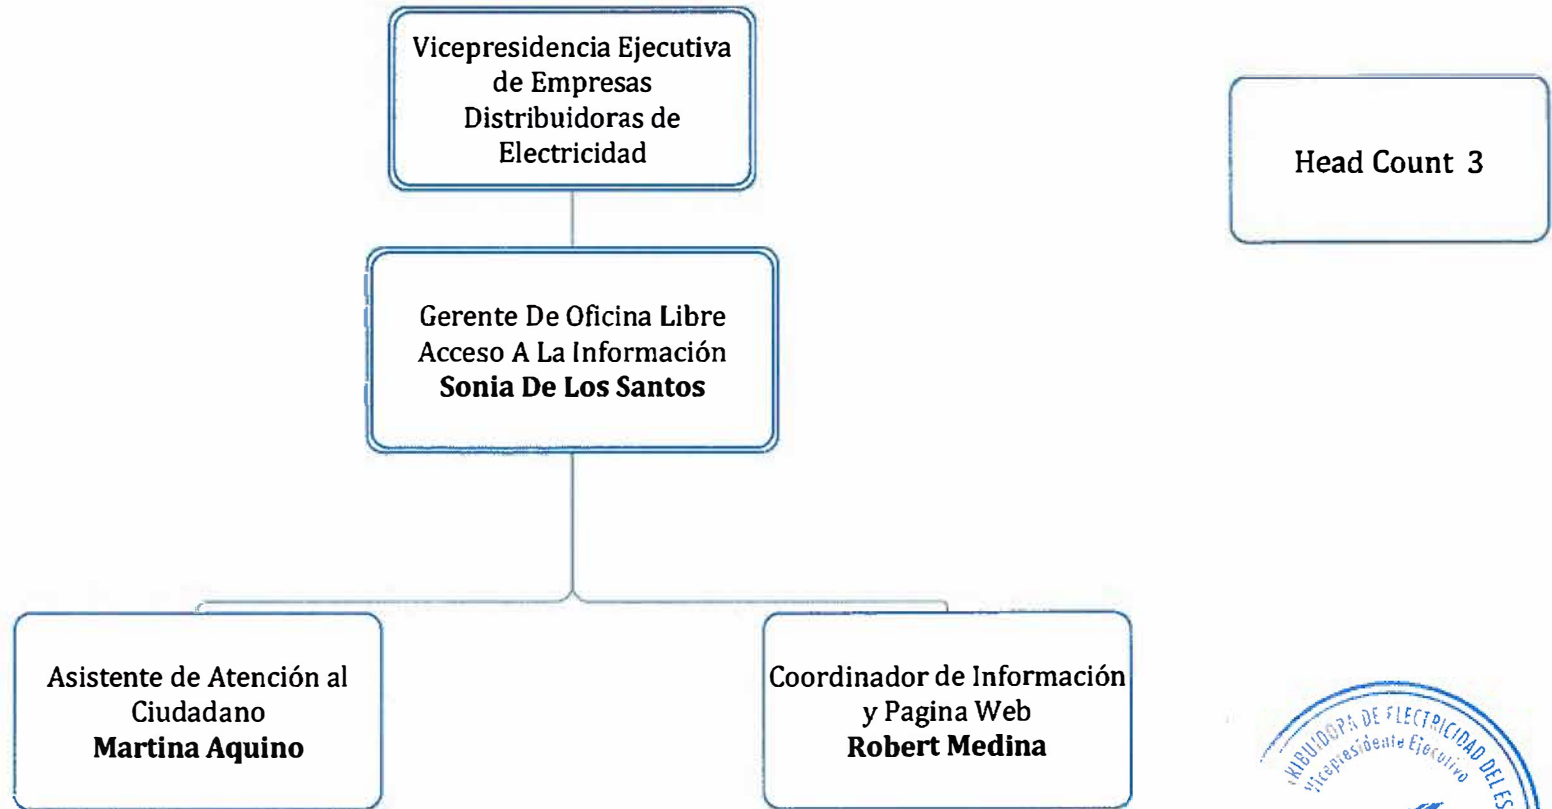 Vicepresidencia Ejecutiva
de Empresas
Distribuidoras de
Electricidad
Head Count 3
Gerente De Oficina Libre
Acceso A La Información
Sonia De Los Santos
Asistente de Atención al
Ciudadano
Martina Aquino
Coordinador de Información
y Pagina Web
Robert Medina
DE ELECTRICIDAD DEL
Vicepresidente Ejecutivo